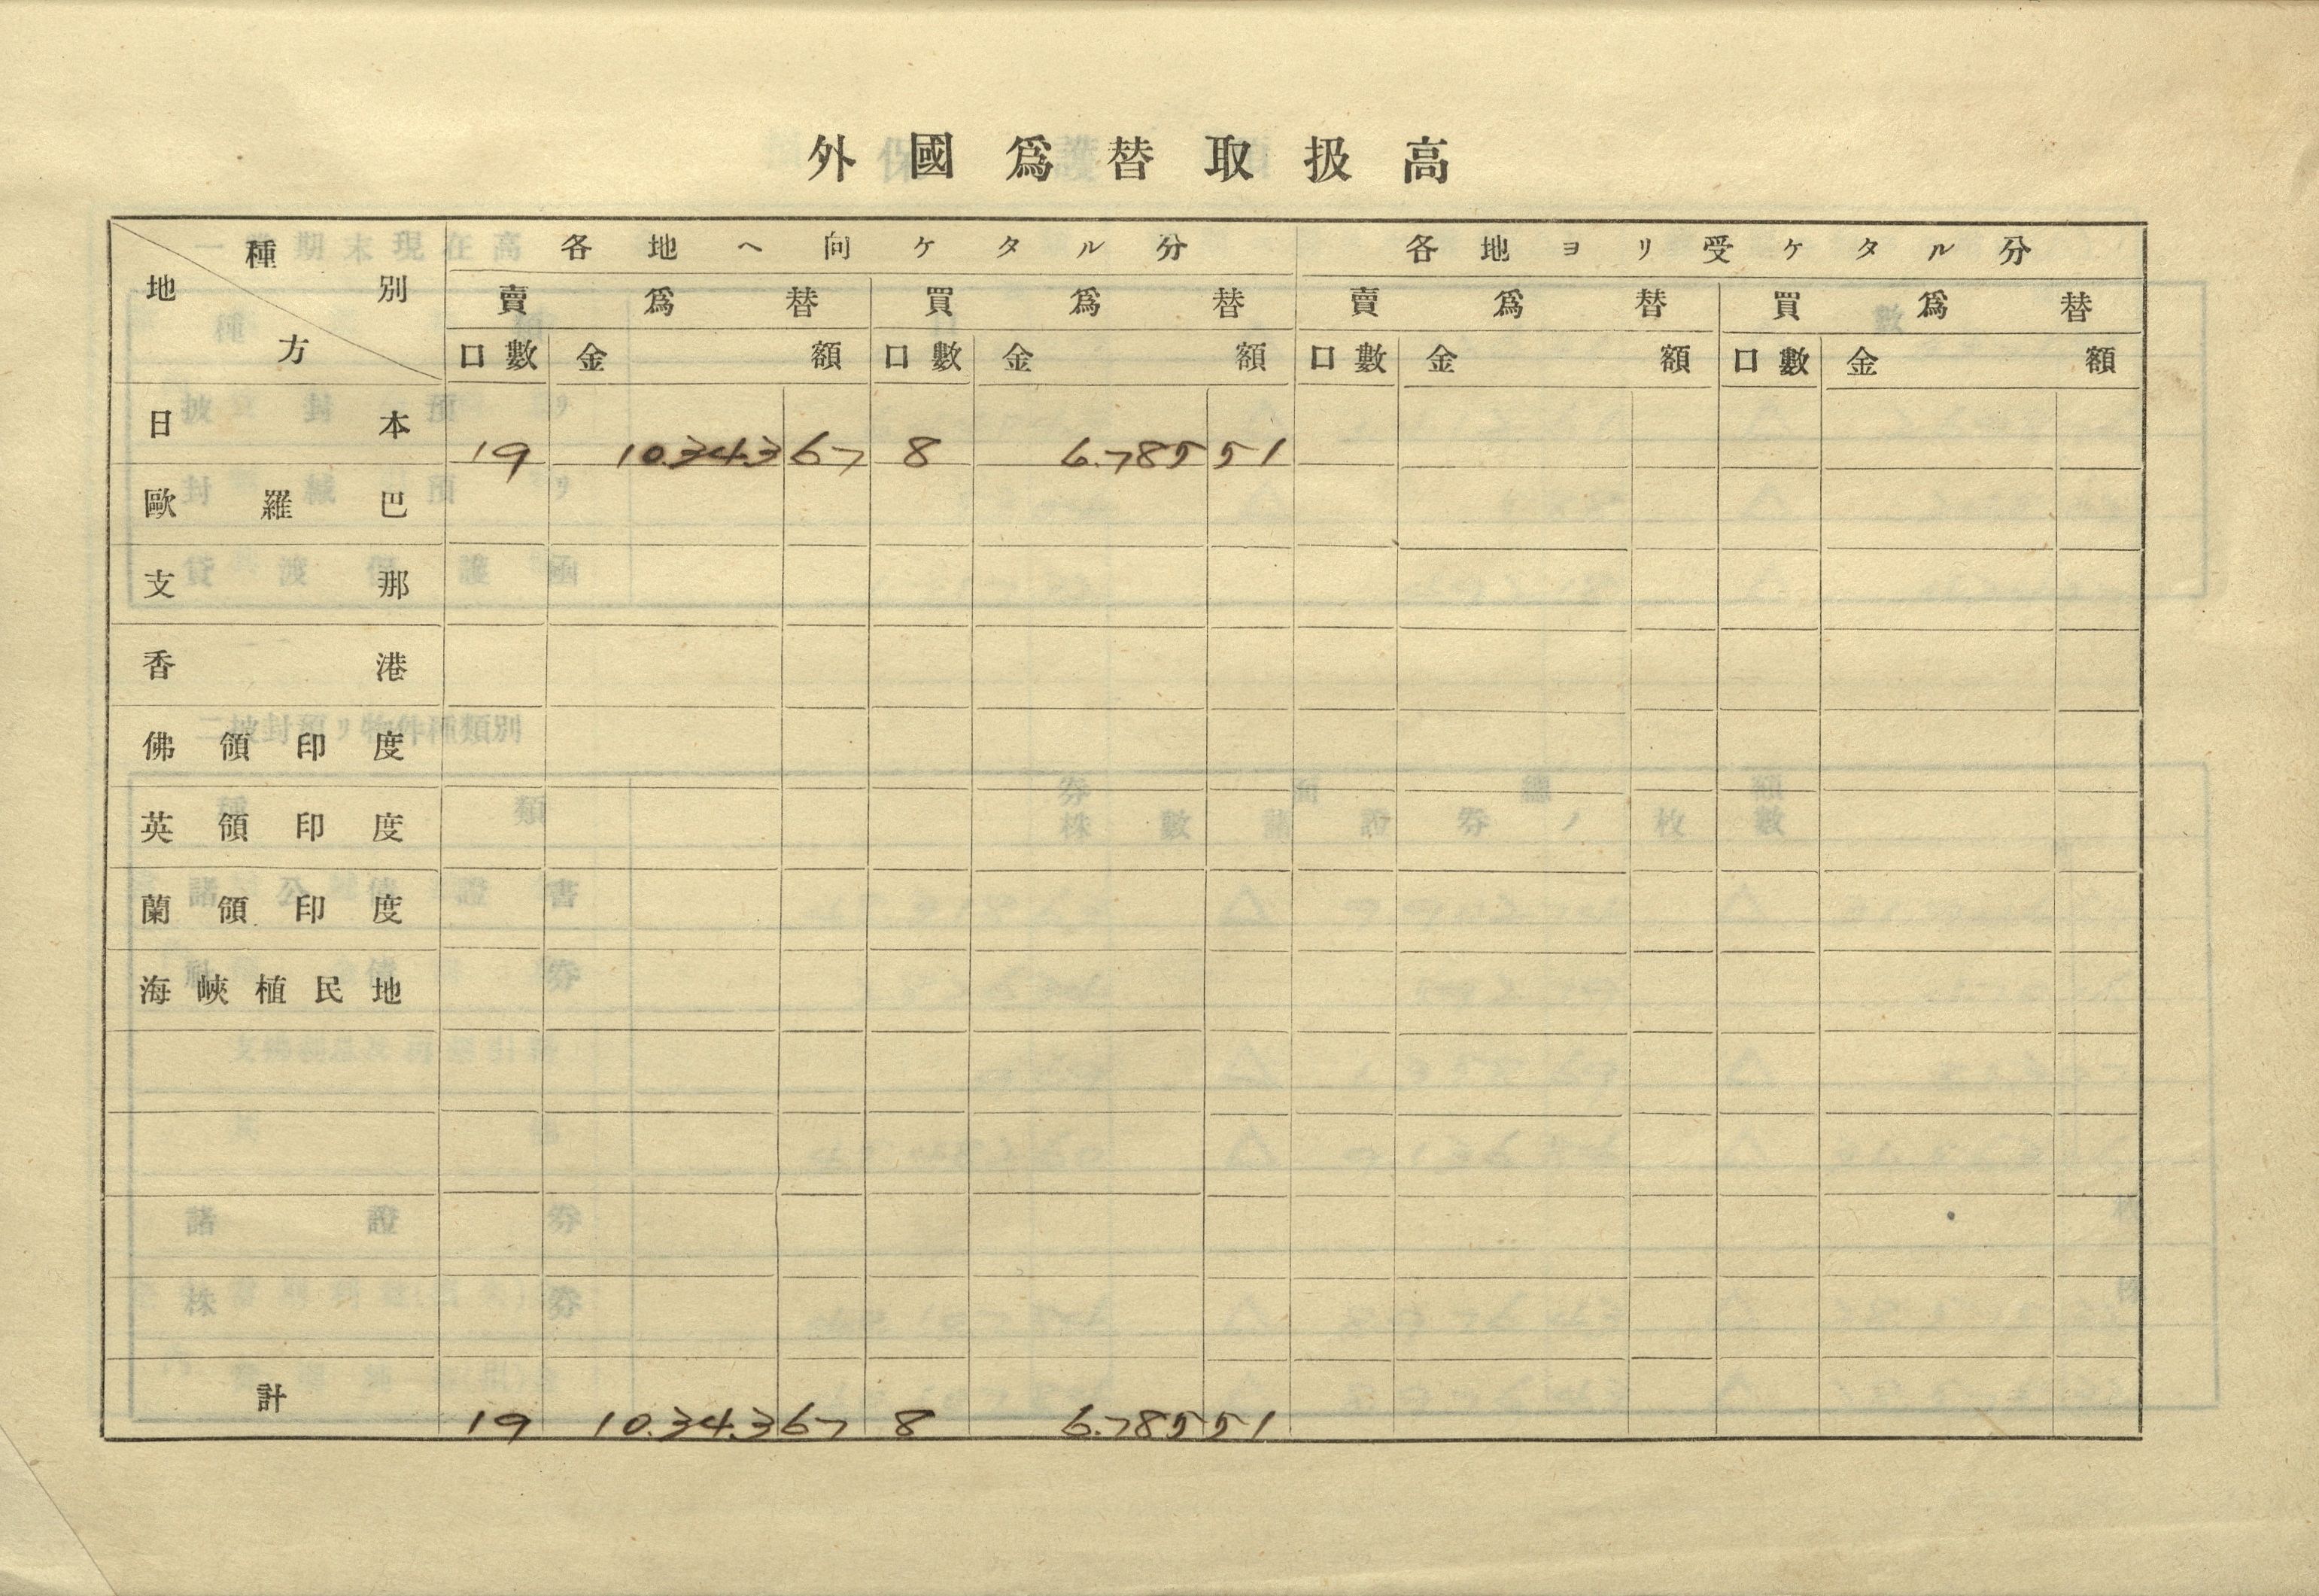 外國爲替取扱高
種別 地方 各地ヘ向ケタル分 各地ヨリ受ケタル分
賣爲替 買爲替 賣爲替 買爲替
口數 金額 口數 金額 口數 金額 口數 金額
日本 19 10.34.3 67 8 6.785 51
歐羅巴
支那
香港
佛領印度
英領印度
蘭領印度
海峽植民地
計 19 10.34.3 67 8 6.785 51